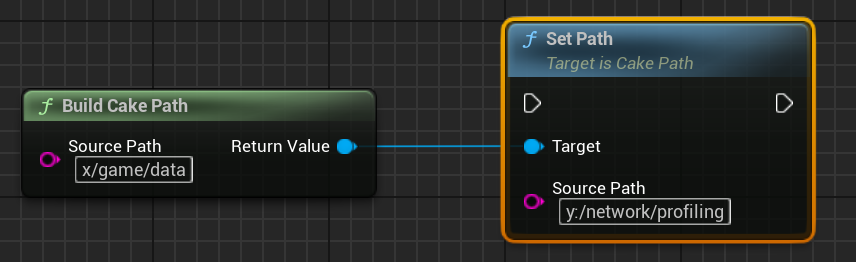 f Build Cake Path
Source Path
x/game/data
Return Value
f Set Path
Target is Cake Path
Target
Source Path
y:/network/profiling